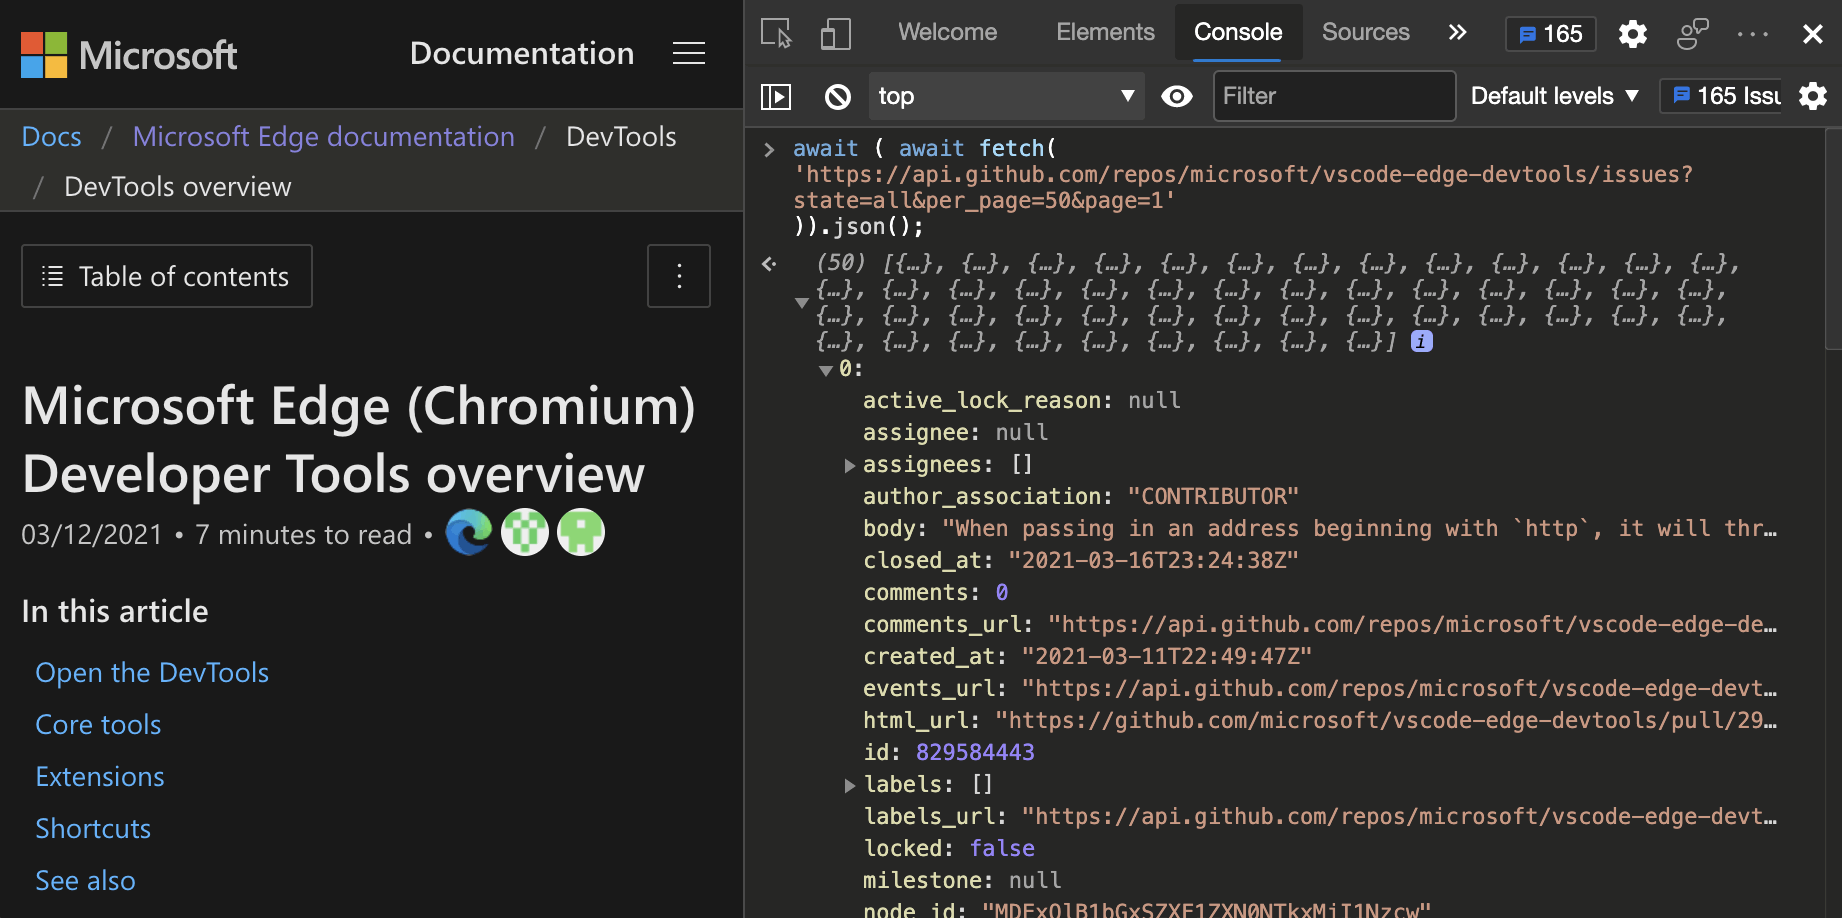 Microsoft
Documentation
Docs / Microsoft Edge documentation / DevTools
/ DevTools overview
Table of contents
Microsoft Edge (Chromium)
Developer Tools overview
03/12/2021 • 7 minutes to read •
In this article
Open the DevTools
Core tools
Extensions
Shortcuts
See also
Welcome Elements Console Sources » 165
top Filter Default levels ▼ 165 Issu
> await ( await fetch(
'https://api.github.com/repos/microsoft/vscode-edge-devtools/issues?
state=all&per_page=50&page=1'
)).json();
(50) [{…}, {…}, {…}, {…}, {…}, {…}, {…}, {…}, {…}, {…}, {…}, {…}, {…},
{…}, {…}, {…}, {…}, {…}, {…}, {…}, {…}, {…}, {…}, {…}, {…}, {…}, {…},
{…}, {…}, {…}, {…}, {…}, {…}, {…}, {…}, {…}, {…}, {…}, {…}, {…}, {…},
{…}, {…}, {…}, {…}, {…}, {…}, {…}, {…}, {…}] i
▼0:
active_lock_reason: null
assignee: null
▶assignees: []
author_association: "CONTRIBUTOR"
body: "When passing in an address beginning with `http`, it will thr…
closed_at: "2021-03-16T23:24:38Z"
comments: 0
comments_url: "https://api.github.com/repos/microsoft/vscode-edge-de…
created_at: "2021-03-11T22:49:47Z"
events_url: "https://api.github.com/repos/microsoft/vscode-edge-devt…
html_url: "https://github.com/microsoft/vscode-edge-devtools/pull/29…
id: 829584443
▶labels: []
labels_url: "https://api.github.com/repos/microsoft/vscode-edge-devt…
locked: false
milestone: null
node_id: